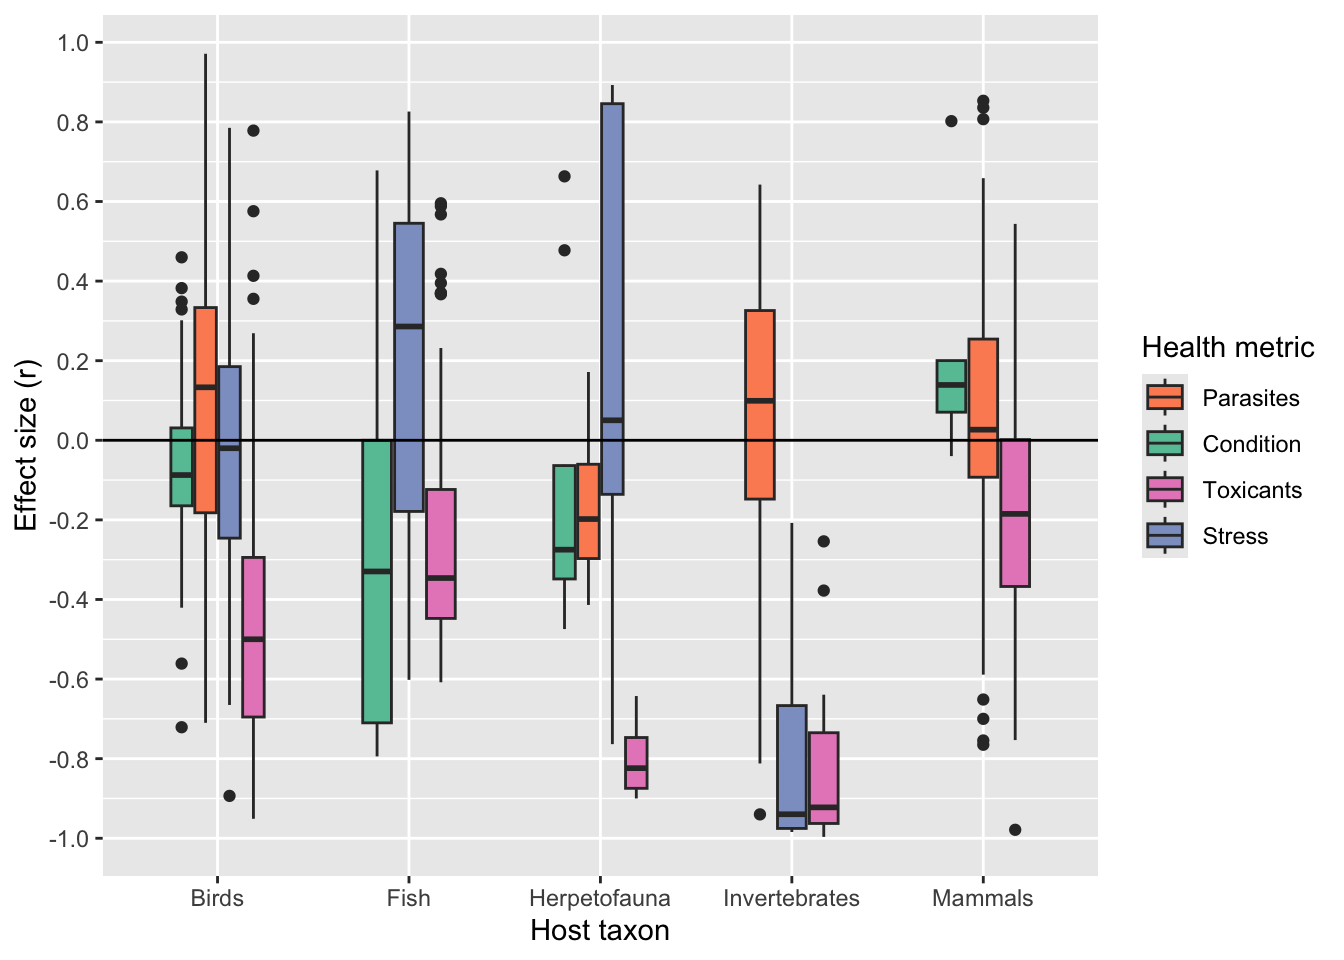 1.0
0.8
0.6
0.4
0.2
0.0
-0.2
-0.4
-0.6
-0.8
-1.0
Effect size (r)
Birds
Fish
Herpetofauna
Invertebrates
Mammals
Host taxon
Health metric
Parasites
Condition
Toxicants
Stress